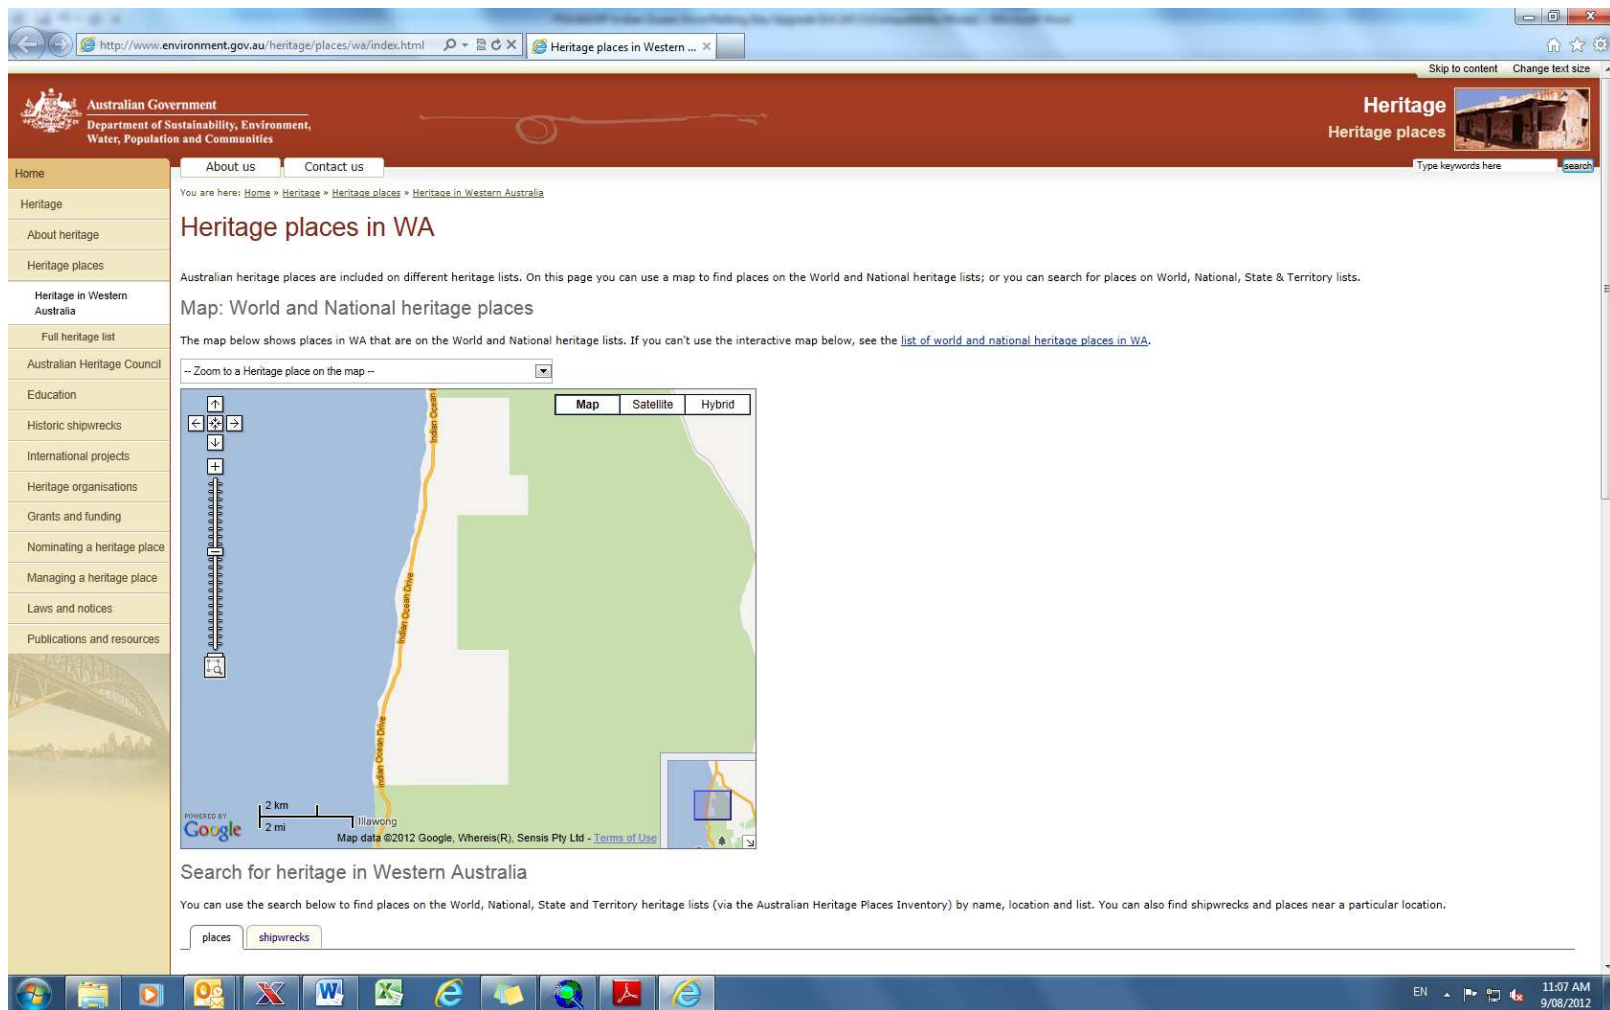 http://www.environment.gov.au/heritage/places/wa/index.html
Heritage places in Western ...
Skip to content Change text size
Australian Government
Department of Sustainability, Environment,
Water, Population and Communities
Heritage
Heritage places
About us Contact us
Type keywords here search
Home
Heritage
About heritage
Heritage places
Heritage in Western
Australia
Full heritage list
Australian Heritage Council
Education
Historic shipwrecks
International projects
Heritage organisations
Grants and funding
Nominating a heritage place
Managing a heritage place
Laws and notices
Publications and resources
You are here: Home » Heritage » Heritage places » Heritage in Western Australia
Heritage places in WA
Australian heritage places are included on different heritage lists. On this page you can use a map to find places on the World and National heritage lists; or you can search for places on World, National, State & Territory lists.
Map: World and National heritage places
The map below shows places in WA that are on the World and National heritage lists. If you can't use the interactive map below, see the list of world and national heritage places in WA.
-- Zoom to a Heritage place on the map --
Map Satellite Hybrid
Indian Ocean
Indian Ocean Drive
Indian Ocean Drive
2 km
2 mi
Illawong
POWERED BY
Google
Map data ©2012 Google, Whereis(R), Sensis Pty Ltd - Terms of Use
Search for heritage in Western Australia
You can use the search below to find places on the World, National, State and Territory heritage lists (via the Australian Heritage Places Inventory) by name, location and list. You can also find shipwrecks and places near a particular location.
places shipwrecks
EN
11:07 AM
9/08/2012